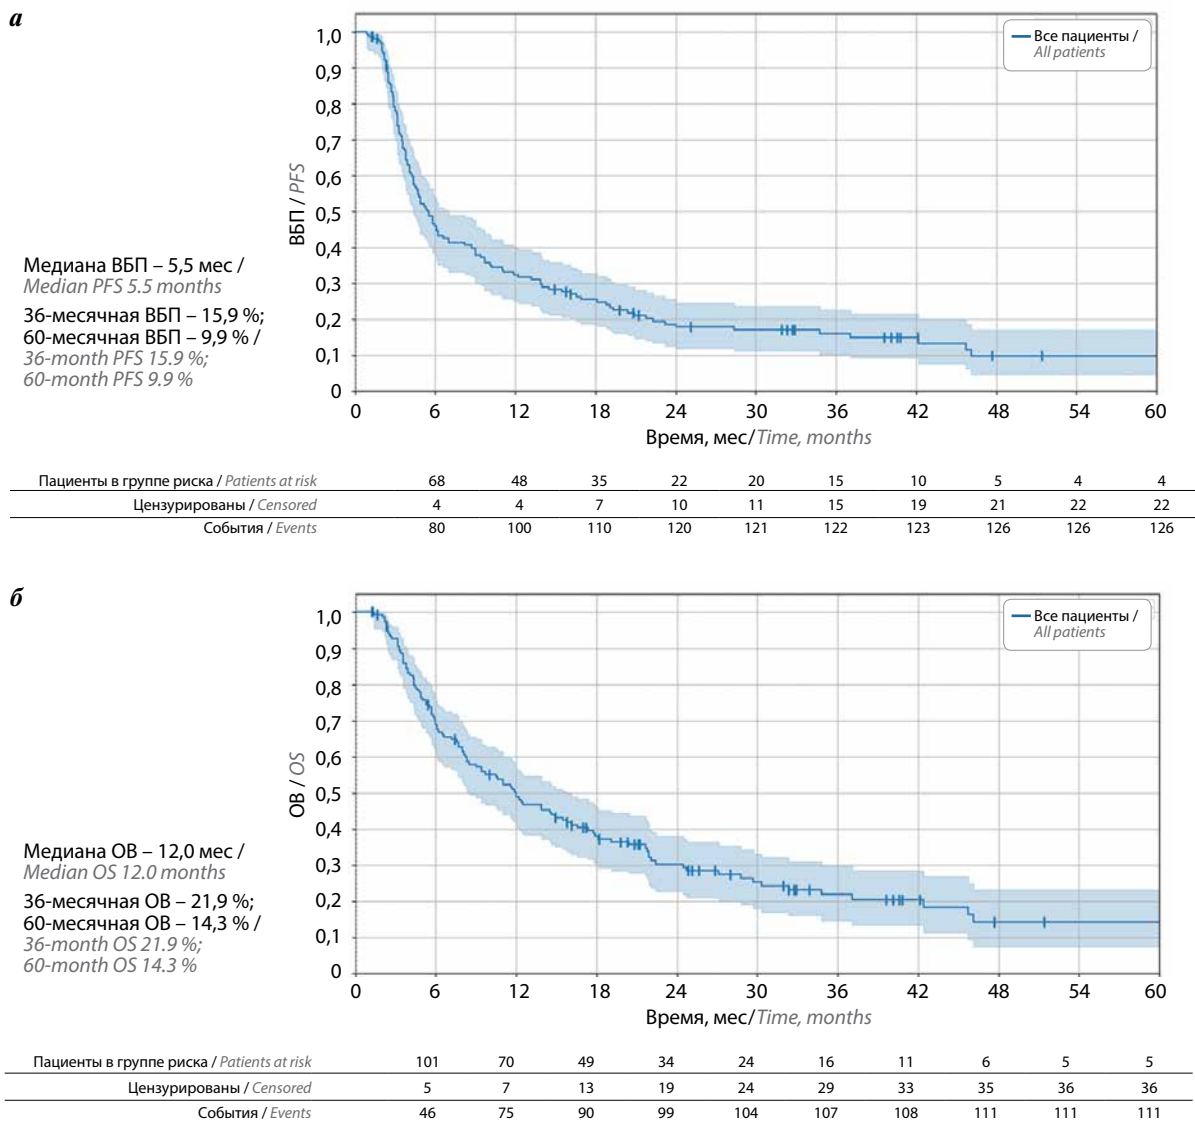 а
1,0
0,9
0,8
0,7
0,6
0,5
0,4
0,3
0,2
0,1
0
ВБП / PFS
Все пациенты /
All patients
Медиана ВБП – 5,5 мес /
Median PFS 5.5 months
36-месячная ВБП – 15,9 %;
60-месячная ВБП – 9,9 % /
36-month PFS 15.9 %;
60-month PFS 9.9 %
0 6 12 18 24 30 36 42 48 54 60
Время, мес/Time, months
Пациенты в группе риска / Patients at risk 68 48 35 22 20 15 10 5 4 4
Цензурированы / Censored 4 4 7 10 11 15 19 21 22 22
События / Events 80 100 110 120 121 122 123 126 126 126
б
1,0
0,9
0,8
0,7
0,6
0,5
0,4
0,3
0,2
0,1
0
ОВ / OS
Все пациенты /
All patients
Медиана ОВ – 12,0 мес /
Median OS 12.0 months
36-месячная ОВ – 21,9 %;
60-месячная ОВ – 14,3 % /
36-month OS 21.9 %;
60-month OS 14.3 %
0 6 12 18 24 30 36 42 48 54 60
Время, мес/Time, months
Пациенты в группе риска / Patients at risk 101 70 49 34 24 16 11 6 5 5
Цензурированы / Censored 5 7 13 19 24 29 33 35 36 36
События / Events 46 75 90 99 104 107 108 111 111 111